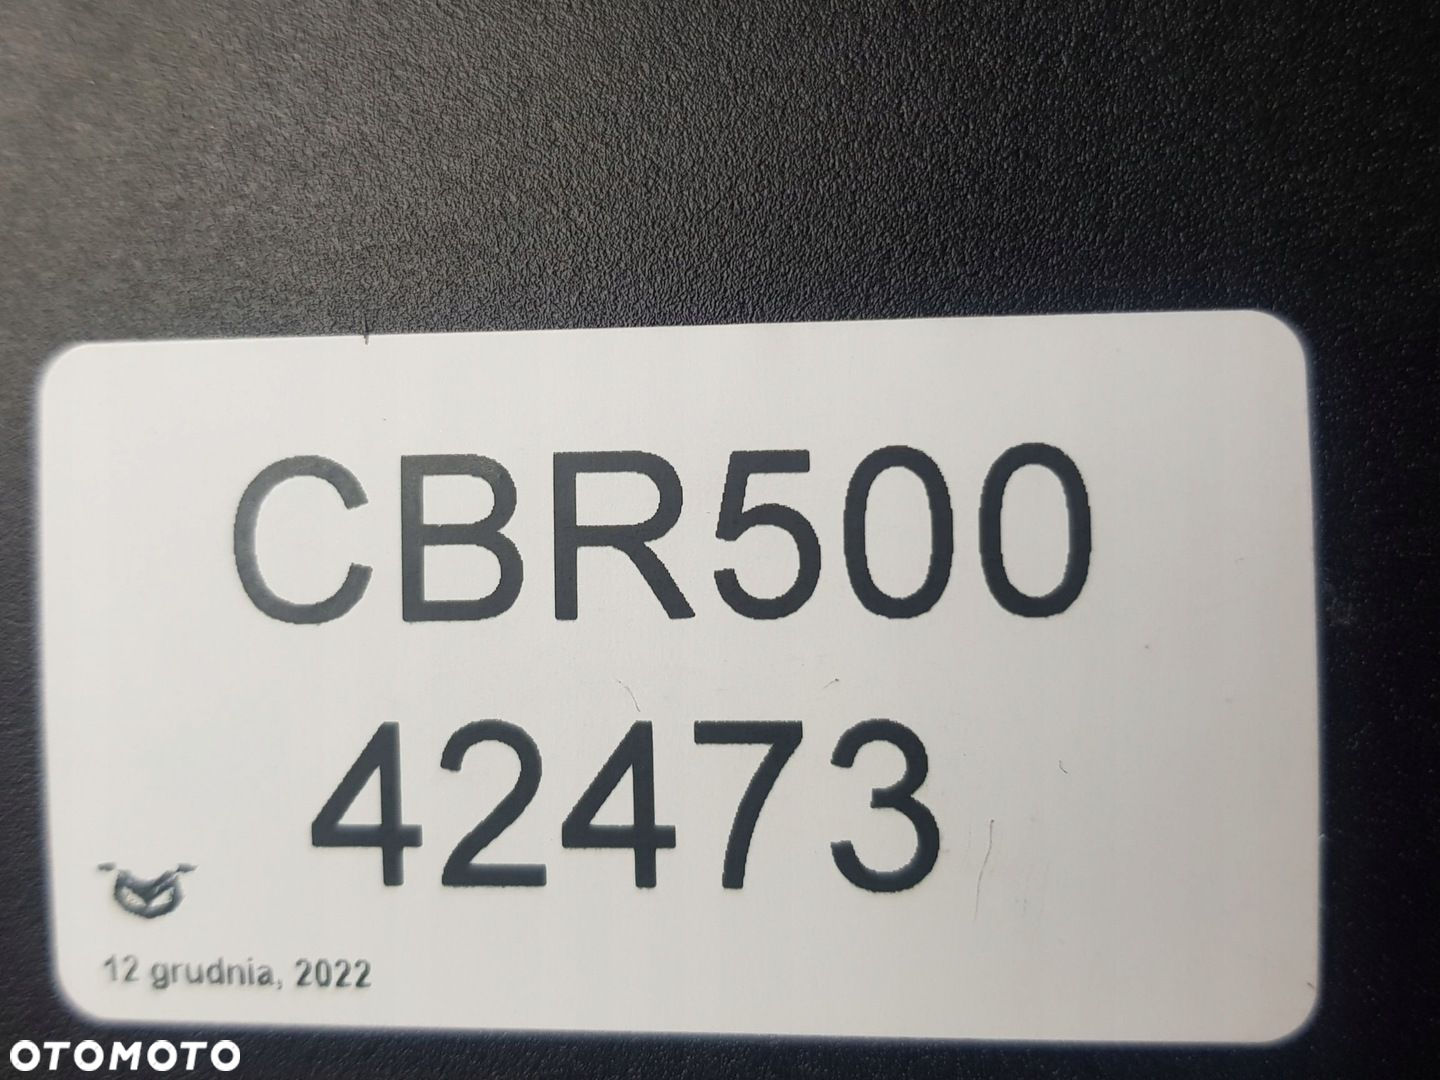 CBR500
42473
12 grudnia, 2022
OTOMOTO